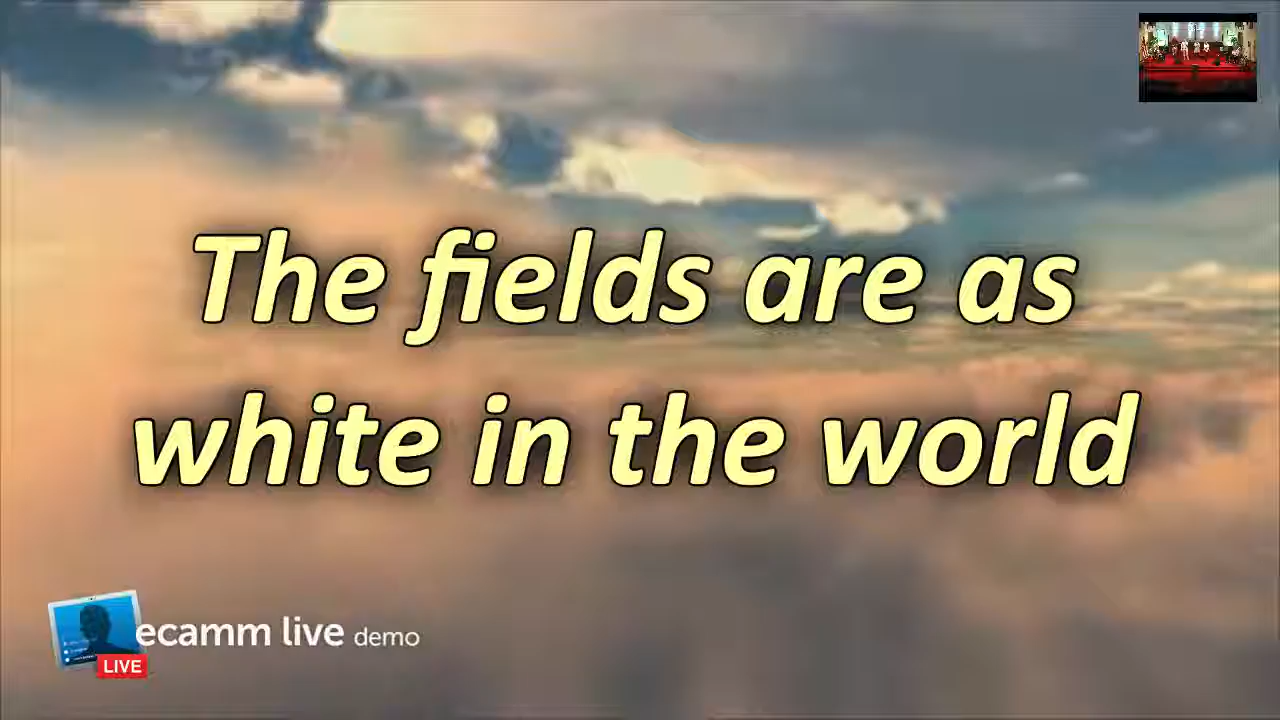 The fields are as
white in the world
ecamm live demo
LIVE